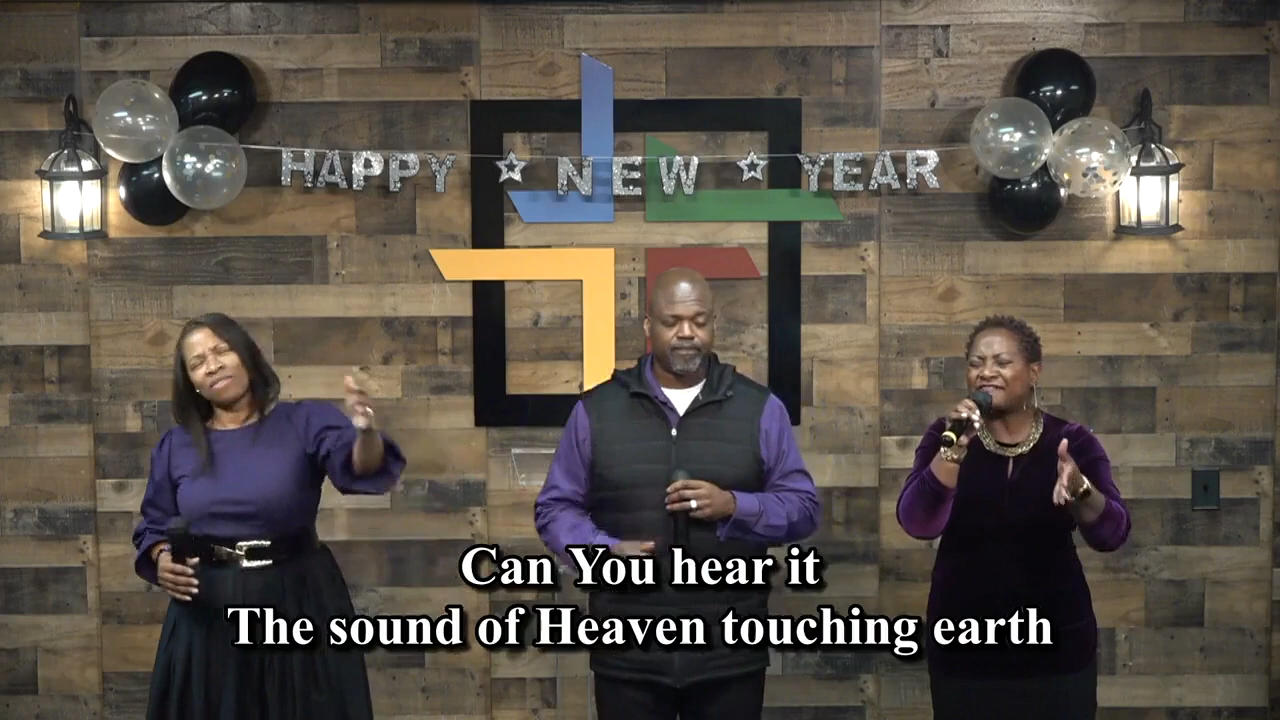 HAPPY ☆ NEW ☆ YEAR
Can You hear it
The sound of Heaven touching earth